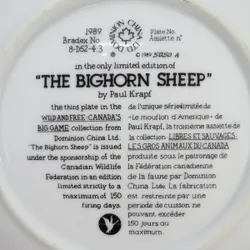 1989
Bradex No
8-D62-4.3
DOMINION CHINA LTD
Plate No.
Assiette nº
©1989 5030 A
in the only limited edition of
"THE BIGHORN SHEEP"
by Paul Krapf
the third plate in the
WILD AND FREE: CANADA'S
BIG GAME collection from
Dominion China Ltd.
"The Bighorn Sheep" is issued
under the sponsorship of the
Canadian Wildlife
Federation in an edition
limited strictly to a
maximum of 150
firing days.
de l'unique série limitée de
«Le mouflon d'Amérique» de
Paul Krapf, la troisième assiette de
la collection LIBRES ET SAUVAGES:
LES GROS ANIMAUX DU CANADA
produite sous le patronage de
la Fédération canadienne
de la faune par Dominion
China Ltd. La fabrication
est restreinte par une
période de cuisson ne
pouvant excéder
150 jours au
maximum.